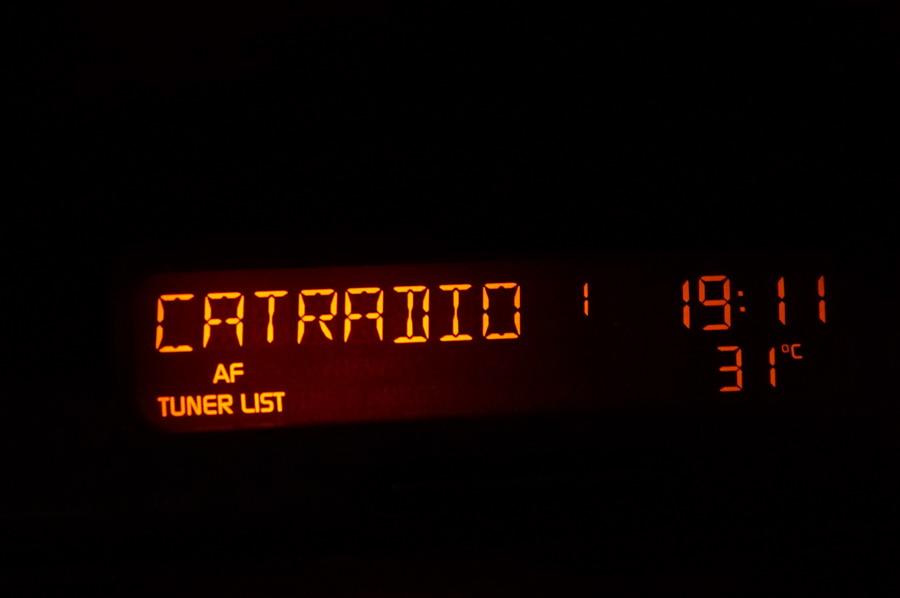 CATRADIO 1 19:11
AF 31°C
TUNER LIST